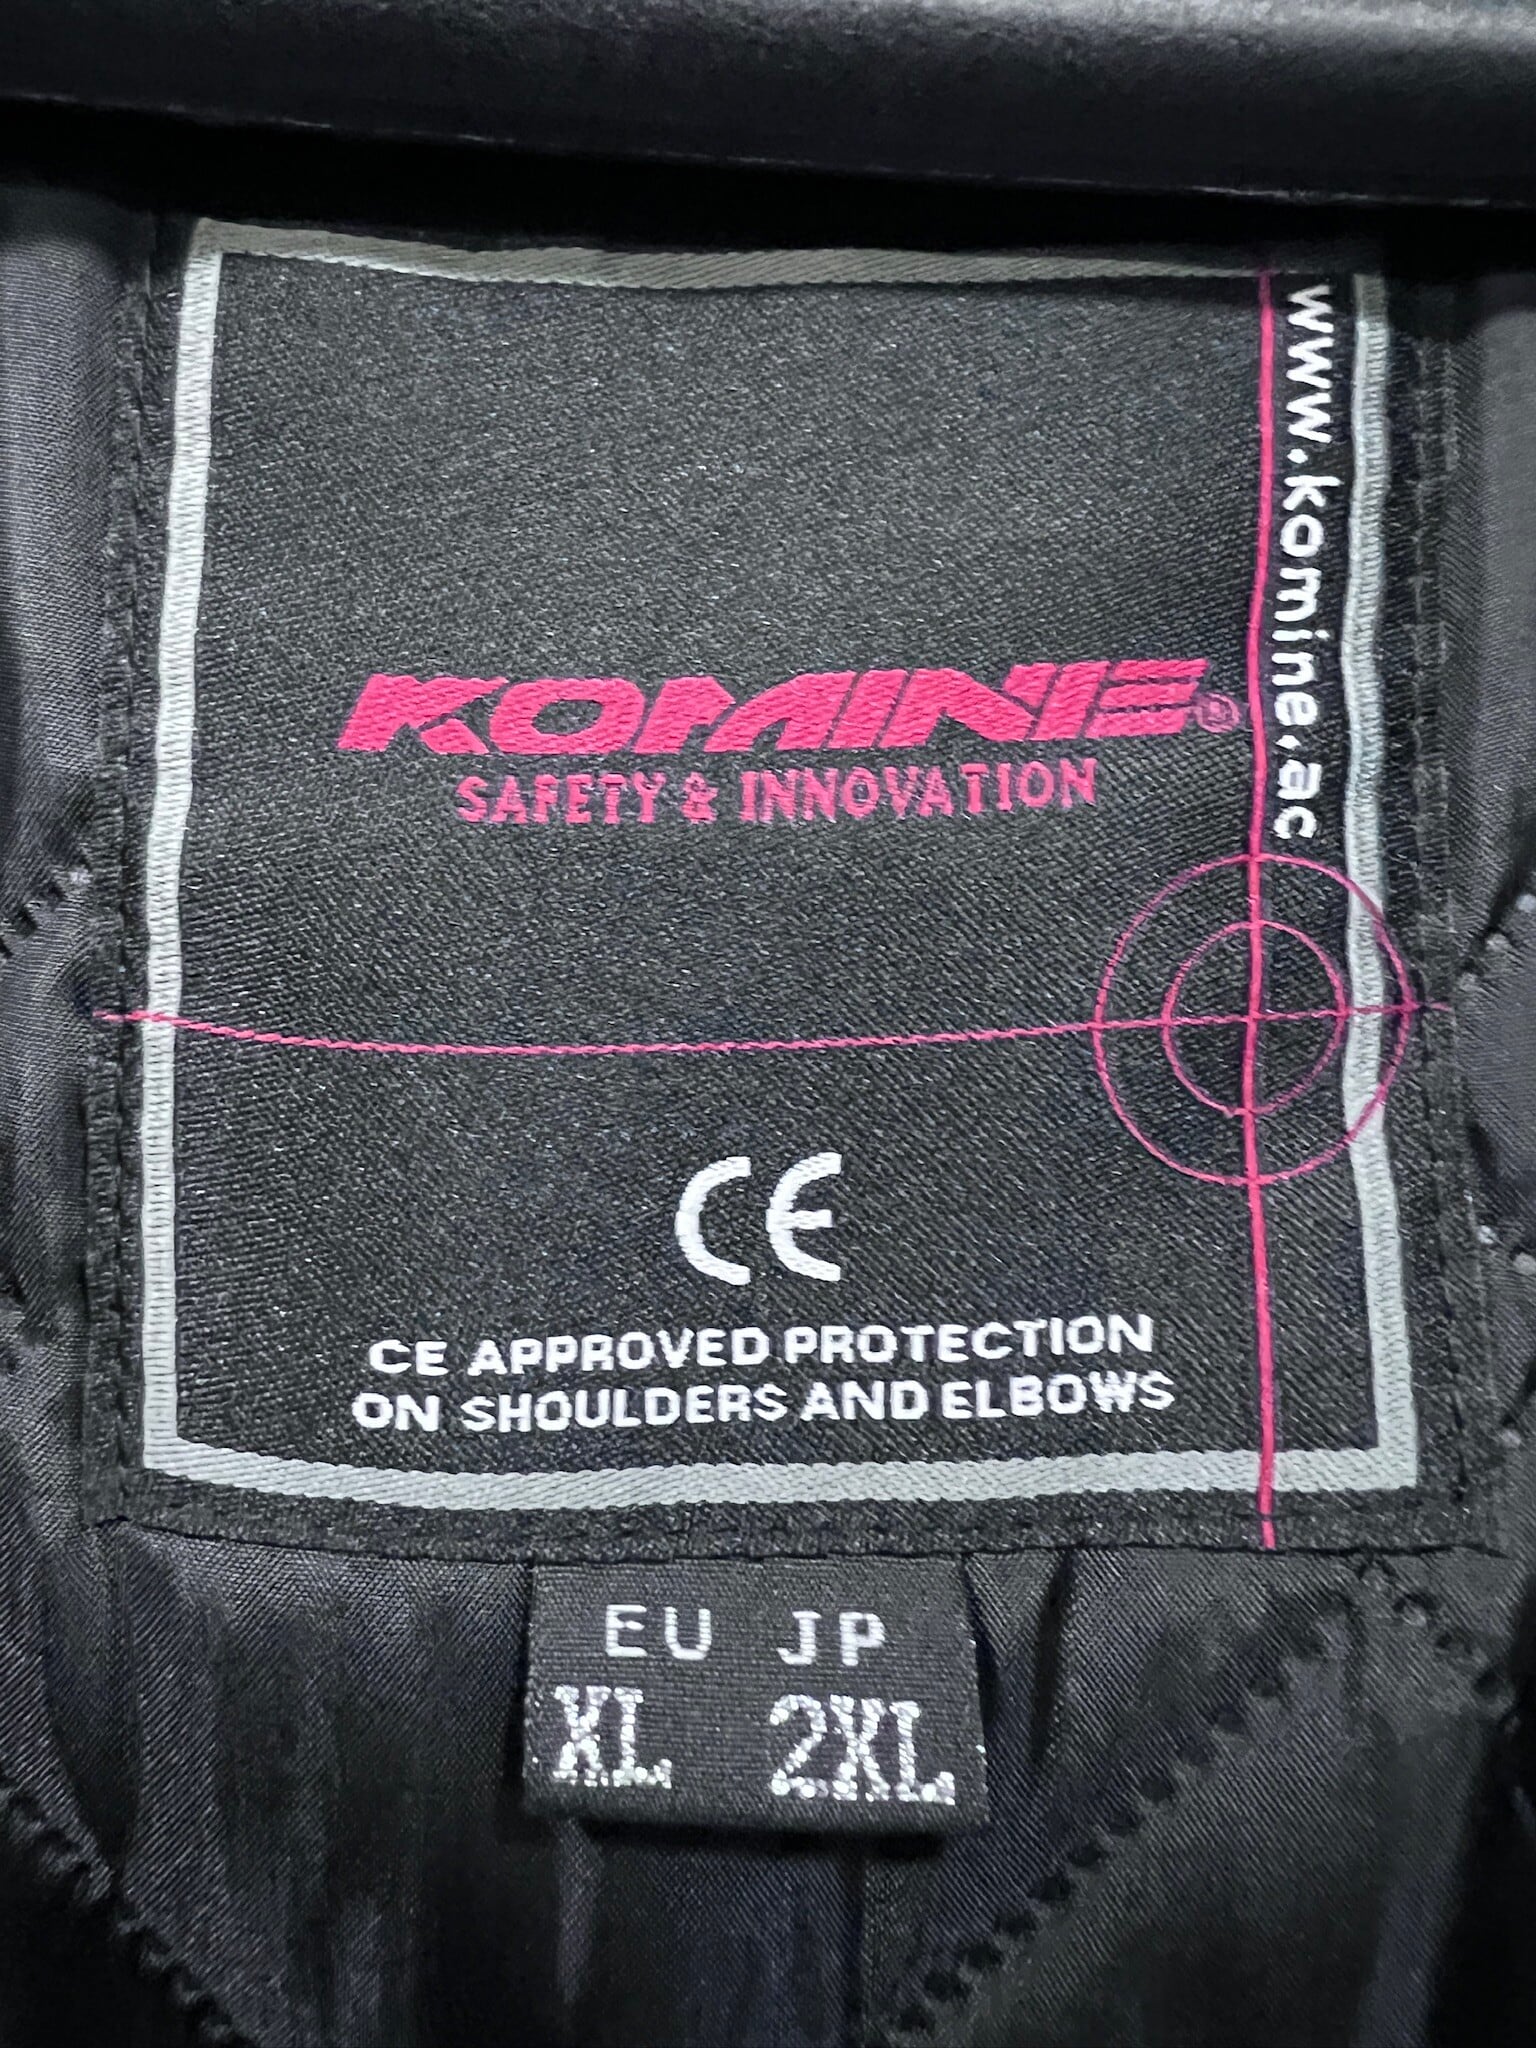 KOMINE®
SAFETY & INNOVATION
www.komine.ac
CE
CE APPROVED PROTECTION
ON SHOULDERS AND ELBOWS
EU JP
XL 2XL